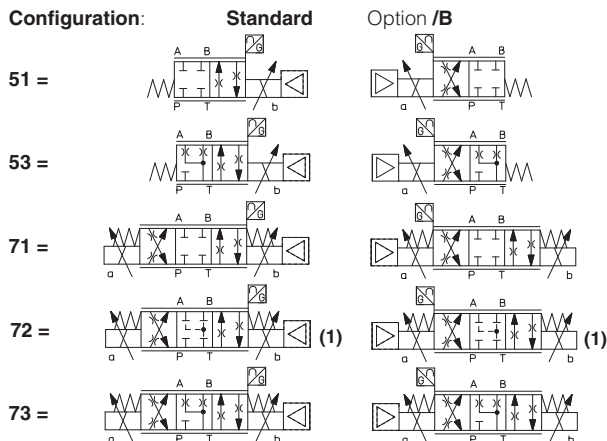 Configuration: Standard Option /B
A B G A B G
51 =
P T b a P T
A B G A B G
53 =
P T b a P T
A B G A B G
71 =
a P T b a P T b
A B G A B G
72 = (1) (1)
a P T b a P T b
A B G A B G
73 =
a P T b a P T b